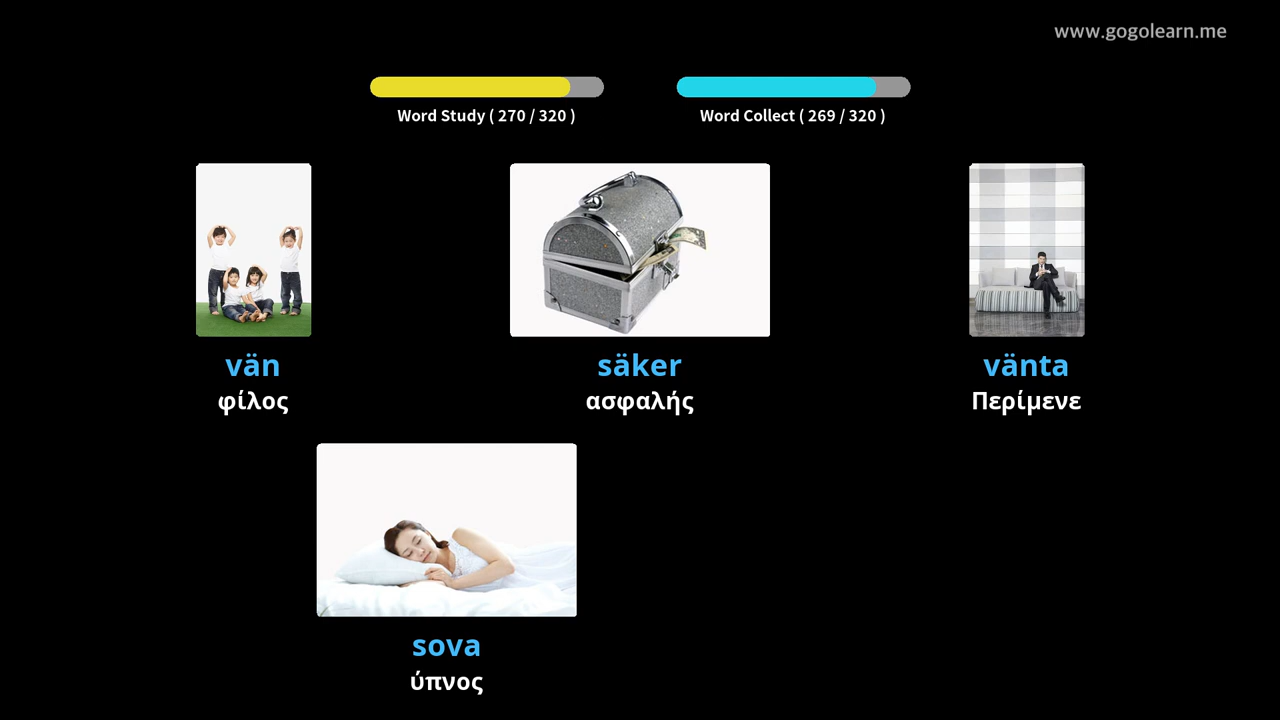 www.gogolearn.me
Word Study ( 270 / 320 )
Word Collect ( 269 / 320 )
vän
φίλος
säker
ασφαλής
vänta
Περίμενε
sova
ύπνος